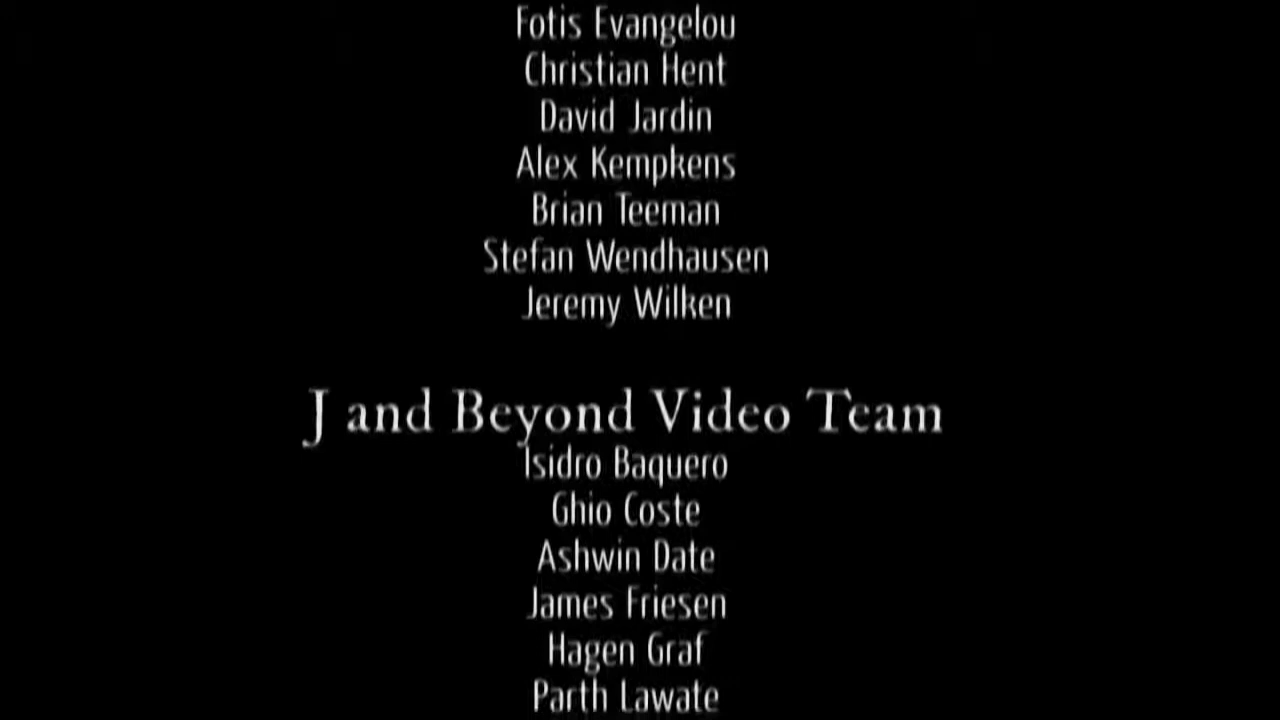 Fotis Evangelou
Christian Hent
David Jardin
Alex Kempkens
Brian Teeman
Stefan Wendhausen
Jeremy Wilken
J and Beyond Video Team
Isidro Baquero
Ghio Coste
Ashwin Date
James Friesen
Hagen Graf
Parth Lawate